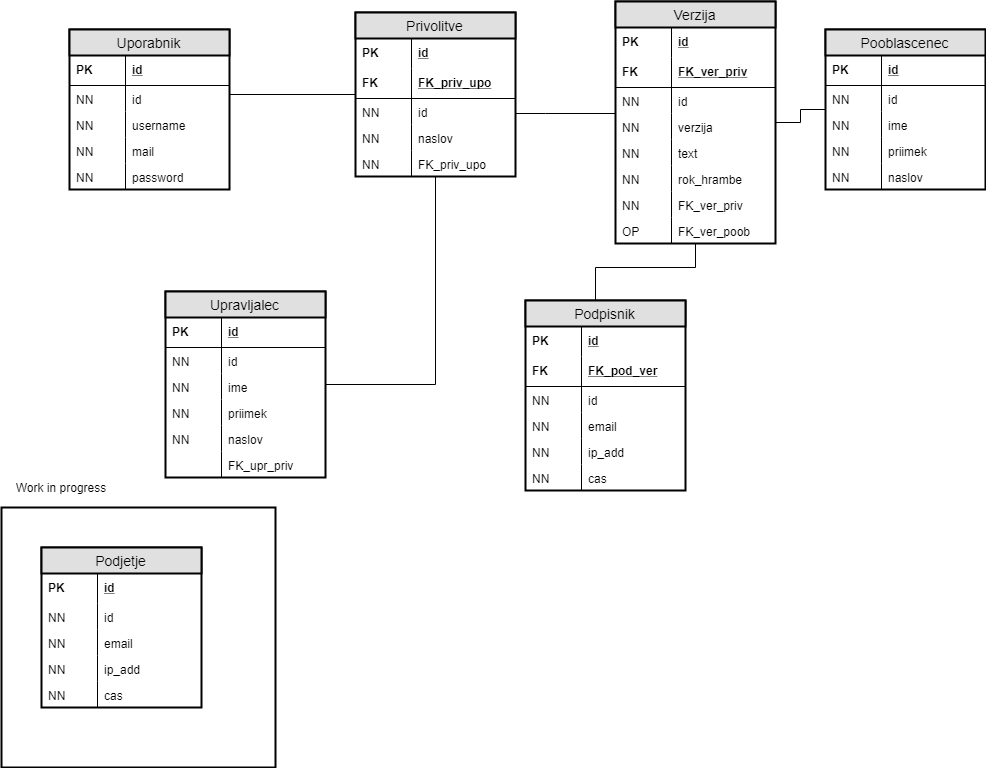 Uporabnik
PK id
NN id
NN username
NN mail
NN password
Privolitve
PK id
FK FK_priv_upo
NN id
NN naslov
NN FK_priv_upo
Verzija
PK id
FK FK_ver_priv
NN id
NN verzija
NN text
NN rok_hrambe
NN FK_ver_priv
OP FK_ver_poob
Pooblascenec
PK id
NN id
NN ime
NN priimek
NN naslov
Upravljalec
PK id
NN id
NN ime
NN priimek
NN naslov
FK_upr_priv
Podpisnik
PK id
FK FK_pod_ver
NN id
NN email
NN ip_add
NN cas
Work in progress
Podjetje
PK id
NN id
NN email
NN ip_add
NN cas